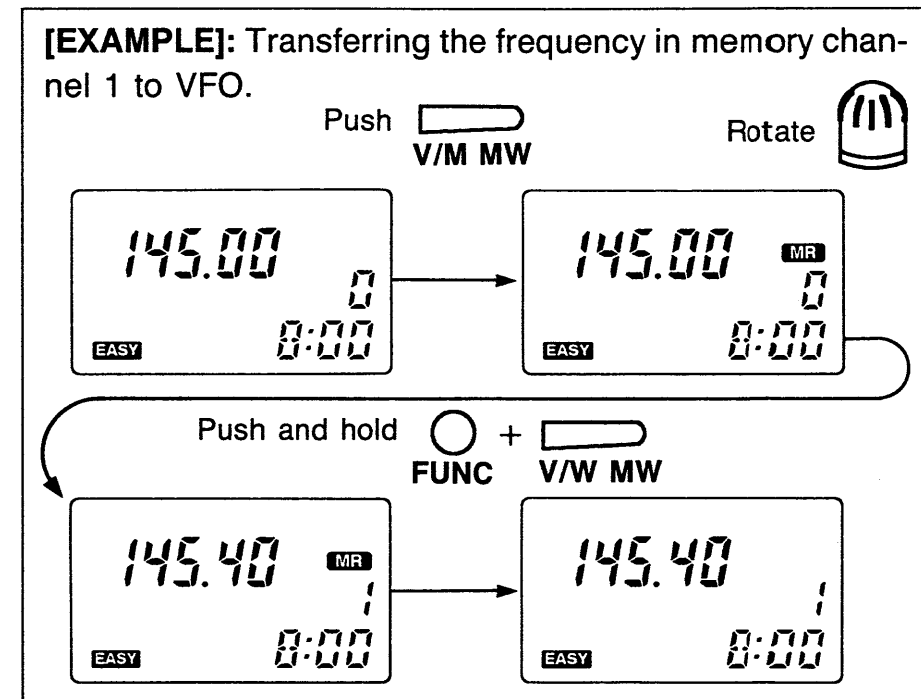 [EXAMPLE]: Transferring the frequency in memory chan-
nel 1 to VFO.
Push V/M MW
Rotate
145.00
0
EASY 8:00
145.00 MR
0
EASY 8:00
Push and hold FUNC + V/W MW
145.40 MR
1
EASY 8:00
145.40
1
EASY 8:00